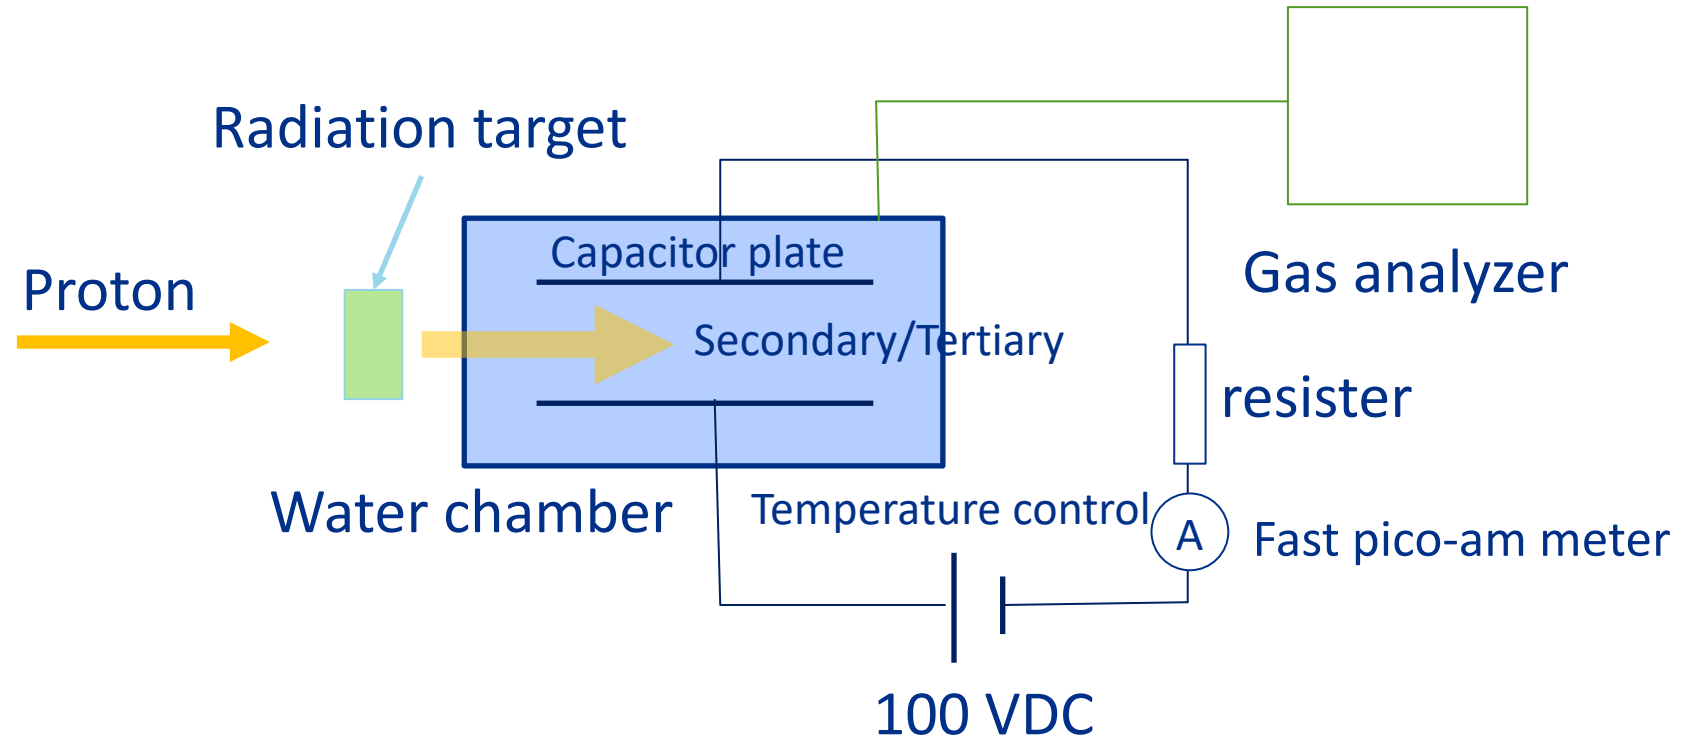 Radiation target
Proton
Capacitor plate
Secondary/Tertiary
Gas analyzer
resister
Water chamber
Temperature control
A
Fast pico-am meter
100 VDC